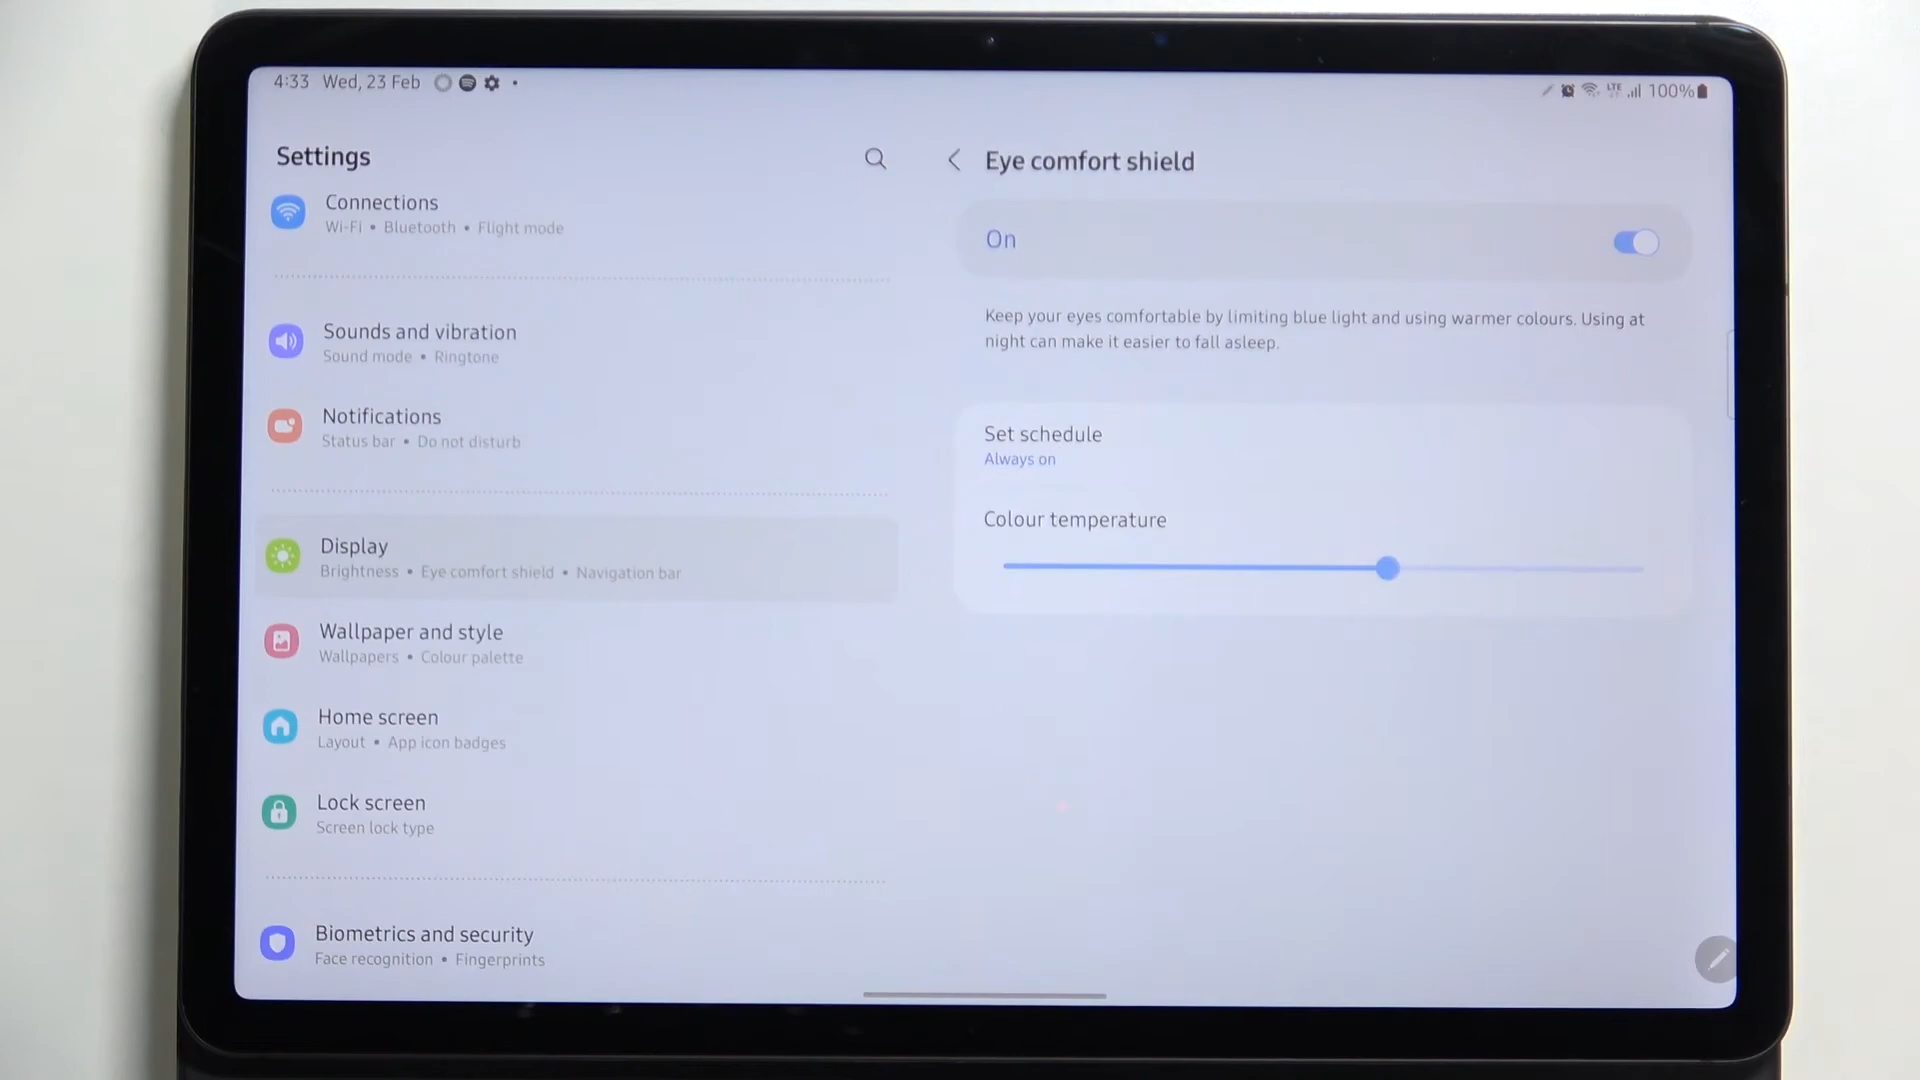 4:33 Wed, 23 Feb
LTE 100%
Settings
Connections
Wi-Fi • Bluetooth • Flight mode
Sounds and vibration
Sound mode • Ringtone
Notifications
Status bar • Do not disturb
Display
Brightness • Eye comfort shield • Navigation bar
Wallpaper and style
Wallpapers • Colour palette
Home screen
Layout • App icon badges
Lock screen
Screen lock type
Biometrics and security
Face recognition • Fingerprints
Eye comfort shield
On
Keep your eyes comfortable by limiting blue light and using warmer colours. Using at
night can make it easier to fall asleep.
Set schedule
Always on
Colour temperature